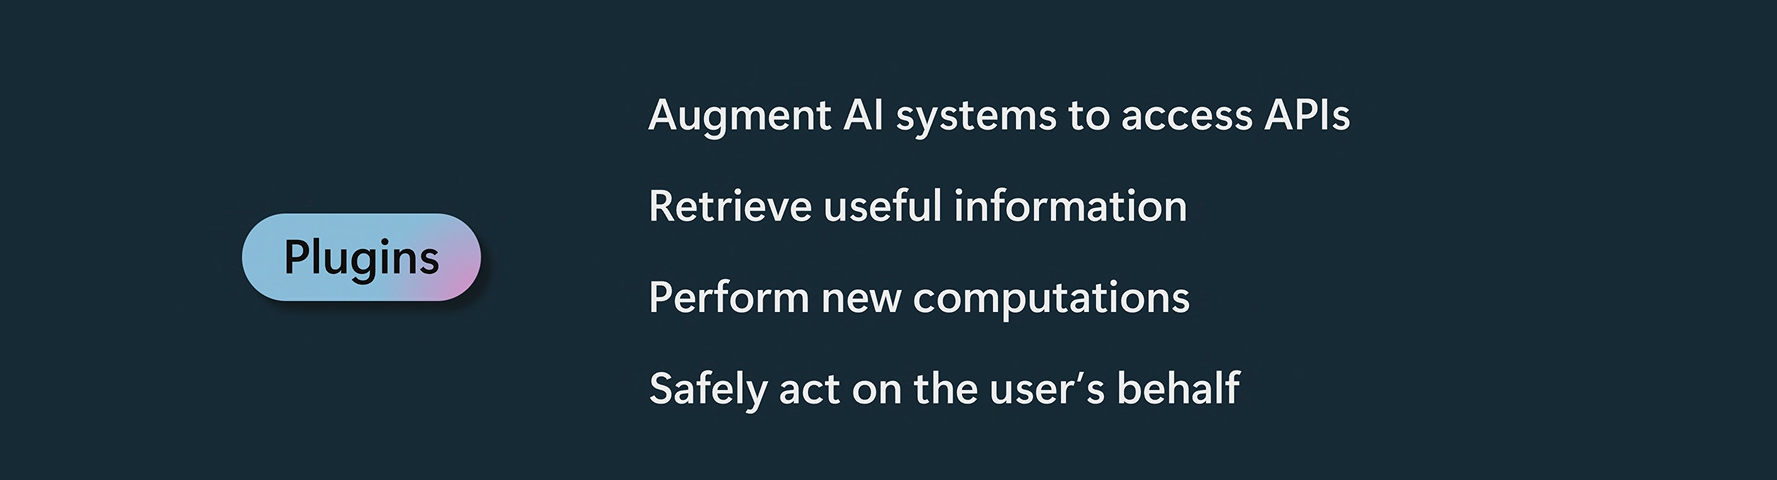 Plugins
Augment AI systems to access APIs
Retrieve useful information
Perform new computations
Safely act on the user’s behalf